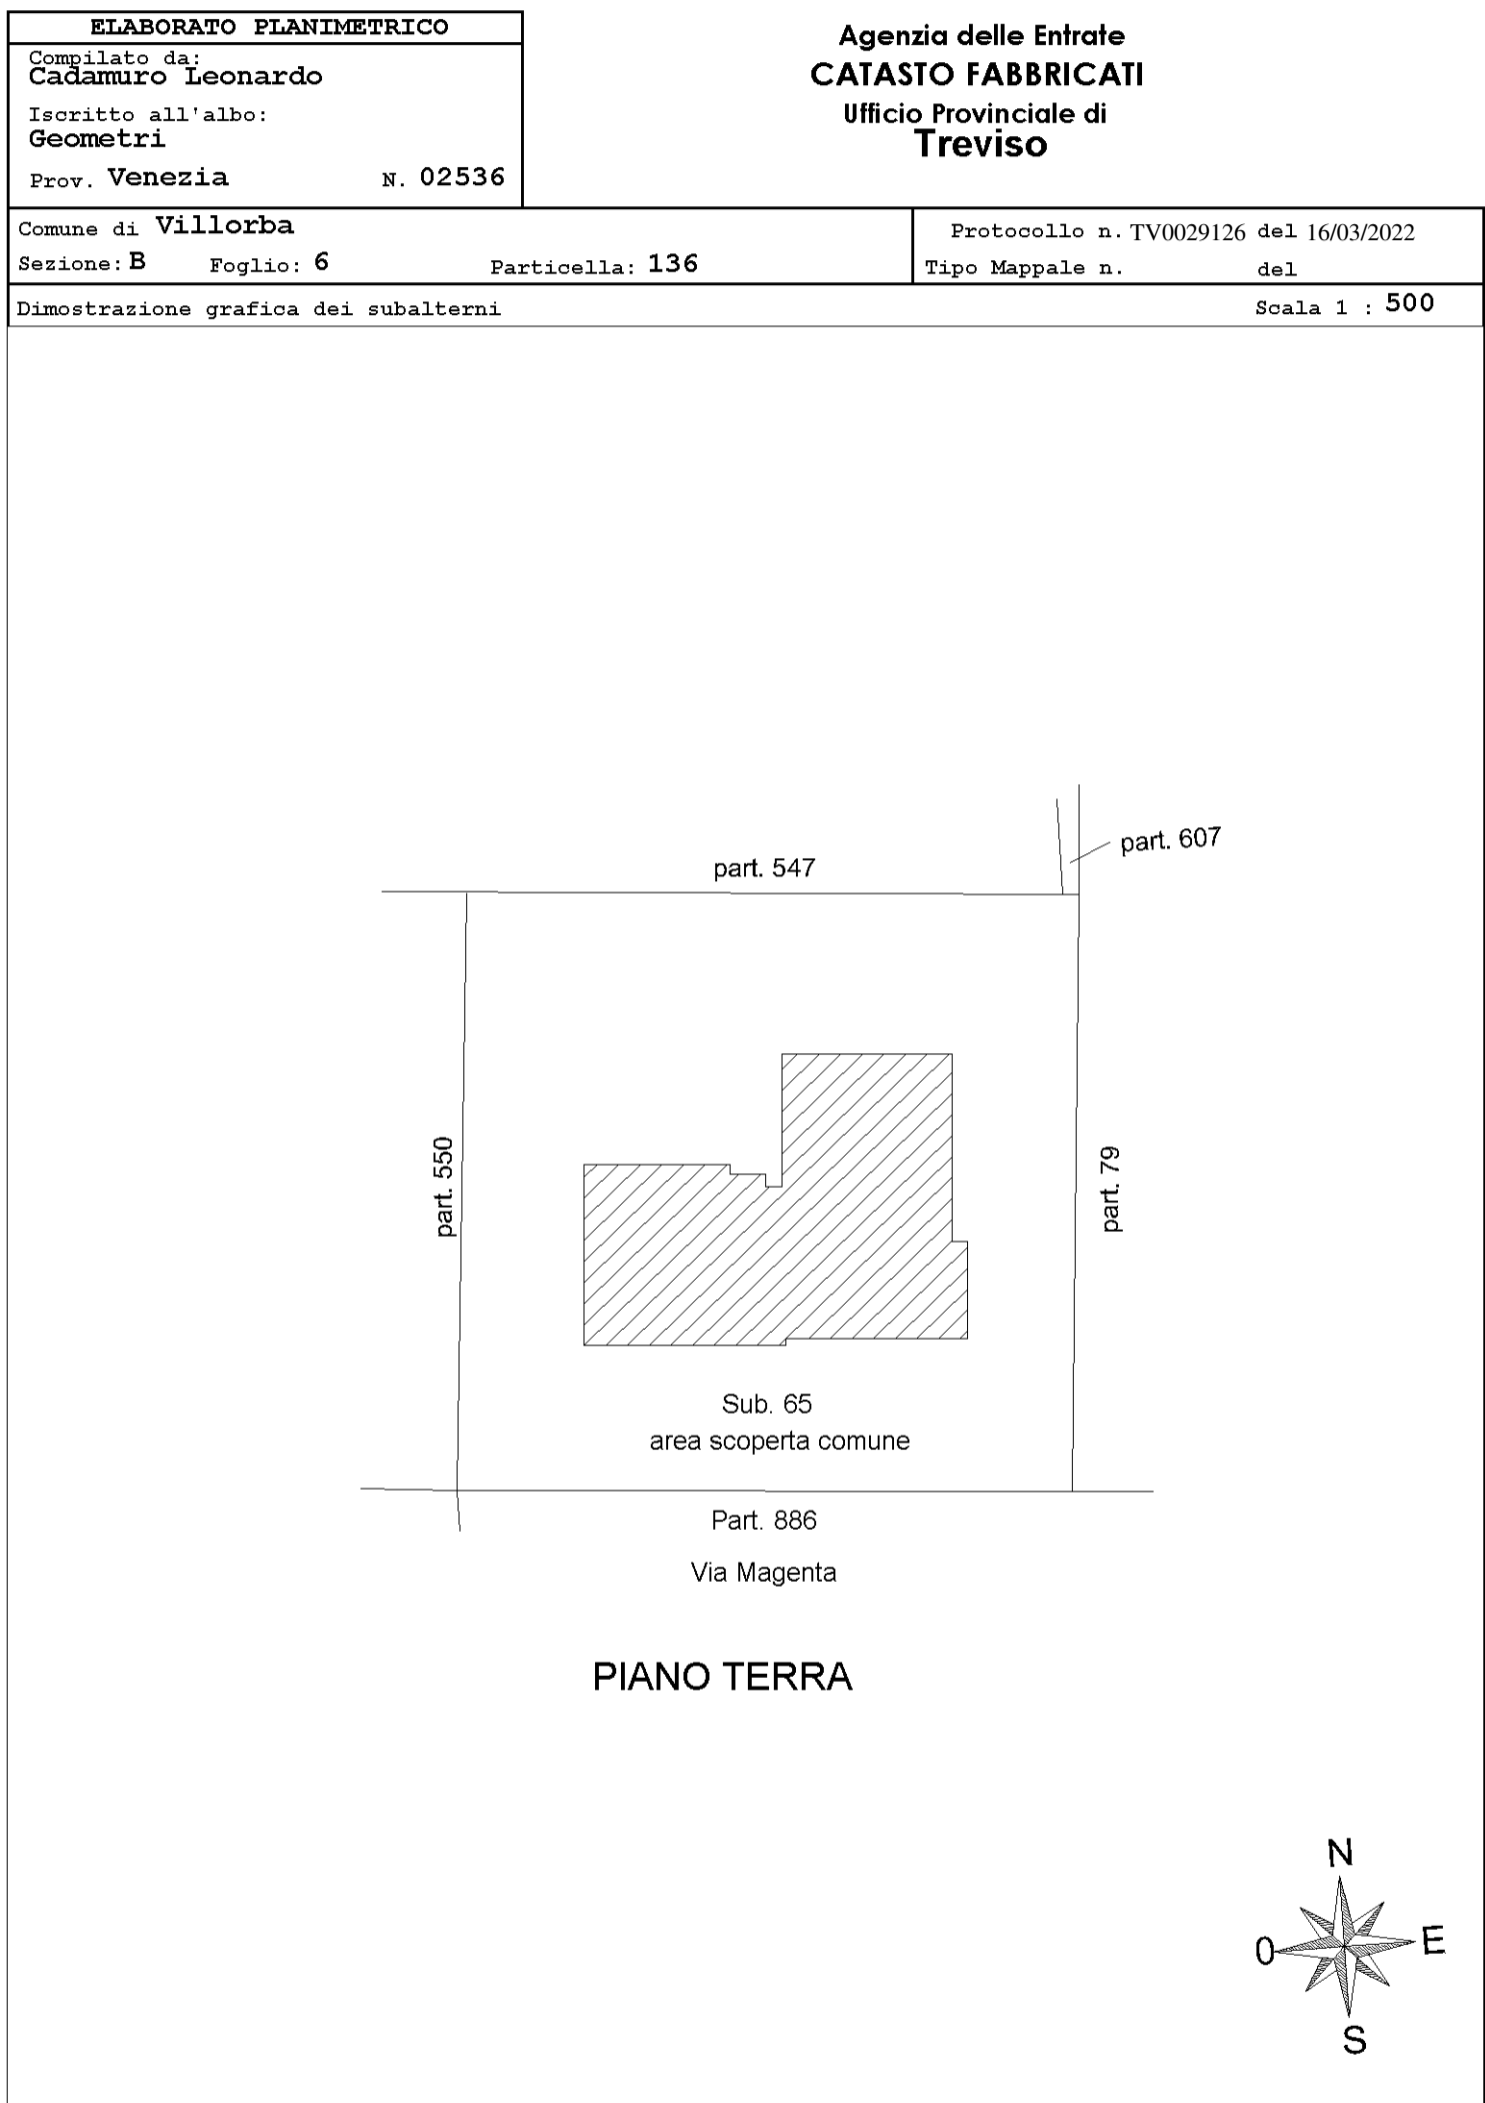 ELABORATO PLANIMETRICO
Compilato da:
Cadamuro Leonardo
Iscritto all'albo:
Geometri
Prov. Venezia N. 02536
Agenzia delle Entrate
CATASTO FABBRICATI
Ufficio Provinciale di
Treviso
Comune di Villorba
Sezione: B Foglio: 6 Particella: 136
Protocollo n. TV0029126 del 16/03/2022
Tipo Mappale n. del
Dimostrazione grafica dei subalterni Scala 1 : 500
part. 607
part. 547
part. 550
part. 79
Sub. 65
area scoperta comune
Part. 886
Via Magenta
PIANO TERRA
N
O E
S